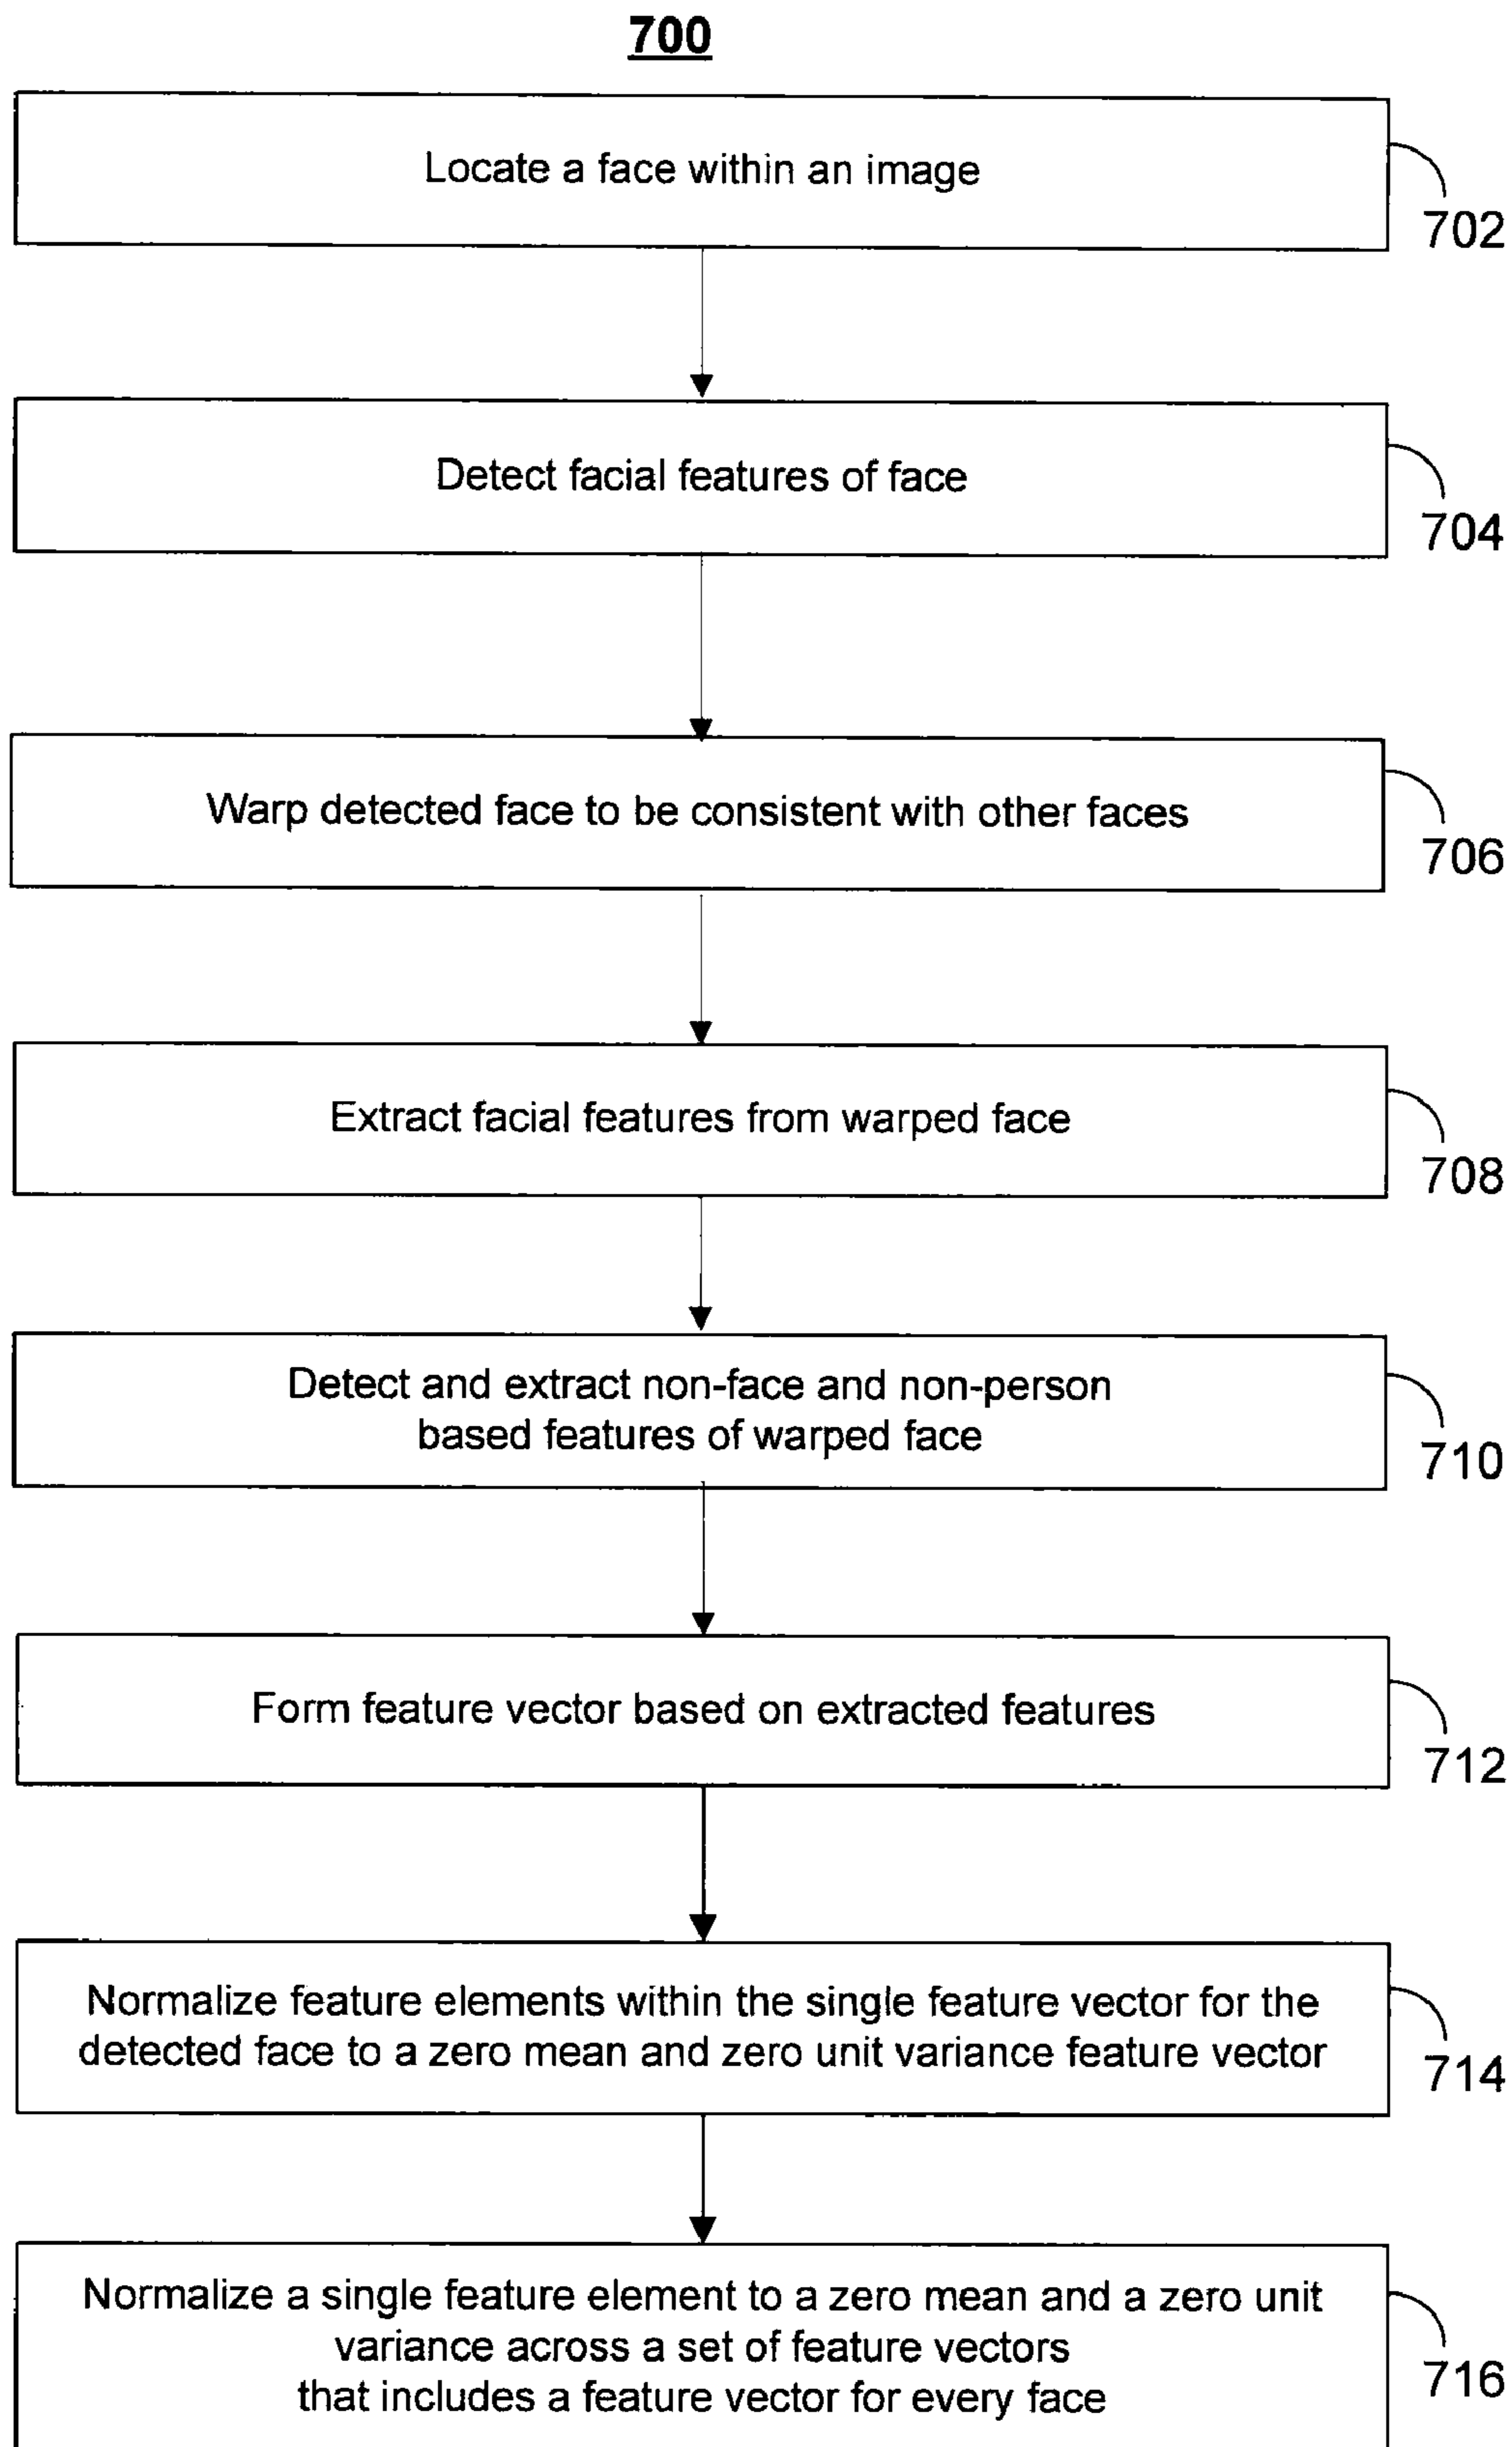 700
Locate a face within an image
702
Detect facial features of face
704
Warp detected face to be consistent with other faces
706
Extract facial features from warped face
708
Detect and extract non-face and non-person
based features of warped face
710
Form feature vector based on extracted features
712
Normalize feature elements within the single feature vector for the
detected face to a zero mean and zero unit variance feature vector
714
Normalize a single feature element to a zero mean and a zero unit
variance across a set of feature vectors
that includes a feature vector for every face
716